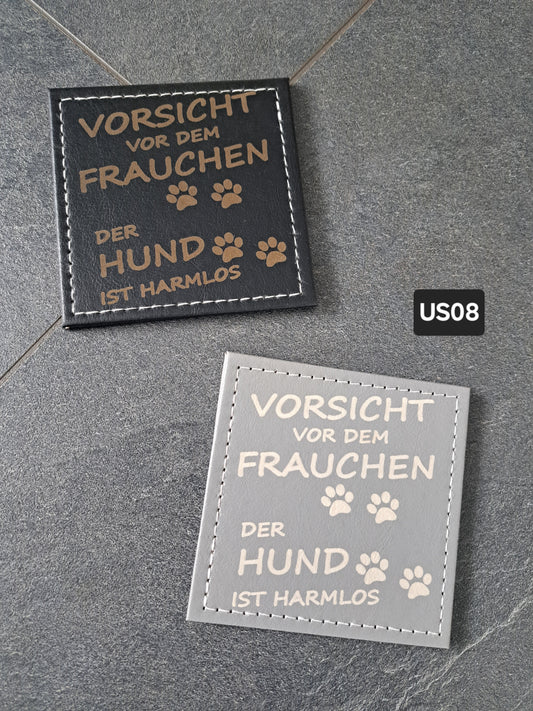 VORSICHT
VOR DEM
FRAUCHEN
DER
HUND
IST HARMLOS
US08
VORSICHT
VOR DEM
FRAUCHEN
DER
HUND
IST HARMLOS